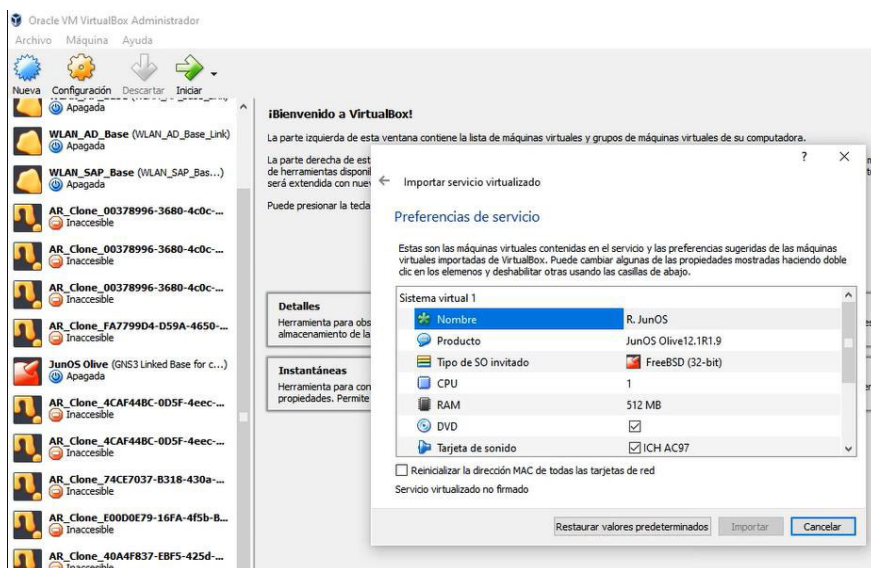 Oracle VM VirtualBox Administrador
Archivo Máquina Ayuda
Nueva Configuración Descartar Iniciar
Apagada
WLAN_AD_Base (WLAN_AD_Base_Link)
Apagada
WLAN_SAP_Base (WLAN_SAP_Bas...)
Apagada
AR_Clone_00378996-3680-4c0c-...
Inaccesible
AR_Clone_00378996-3680-4c0c-...
Inaccesible
AR_Clone_00378996-3680-4c0c-...
Inaccesible
AR_Clone_FA7799D4-D59A-4650-...
Inaccesible
JunOS Olive (GNS3 Linked Base for c...)
Apagada
AR_Clone_4CAF44BC-0D5F-4eec-...
Inaccesible
AR_Clone_4CAF44BC-0D5F-4eec-...
Inaccesible
AR_Clone_74CE7037-B318-430a-...
Inaccesible
AR_Clone_E00D0E79-16FA-4f5b-B...
Inaccesible
AR_Clone_40A4F837-EBF5-425d-...
Inaccesible
¡Bienvenido a VirtualBox!
La parte izquierda de esta ventana contiene la lista de máquinas virtuales y grupos de máquinas virtuales de su computadora.
La parte derecha de est
de herramientas disponi
será extendida con nuev
Puede presionar la tecla
Detalles
Herramienta para obs
almacenamiento de la
Instantáneas
Herramienta para con
propiedades. Permite
? ×
← Importar servicio virtualizado
Preferencias de servicio
Estas son las máquinas virtuales contenidas en el servicio y las preferencias sugeridas de las máquinas
virtuales importadas de VirtualBox. Puede cambiar algunas de las propiedades mostradas haciendo doble
clic en los elemenos y deshabilitar otras usando las casillas de abajo.
Sistema virtual 1
Nombre R. JunOS
Producto JunOS Olive12.1R1.9
Tipo de SO invitado FreeBSD (32-bit)
CPU 1
RAM 512 MB
DVD
Tarjeta de sonido ICH AC97
Reinicializar la dirección MAC de todas las tarjetas de red
Servicio virtualizado no firmado
Restaurar valores predeterminados Importar Cancelar